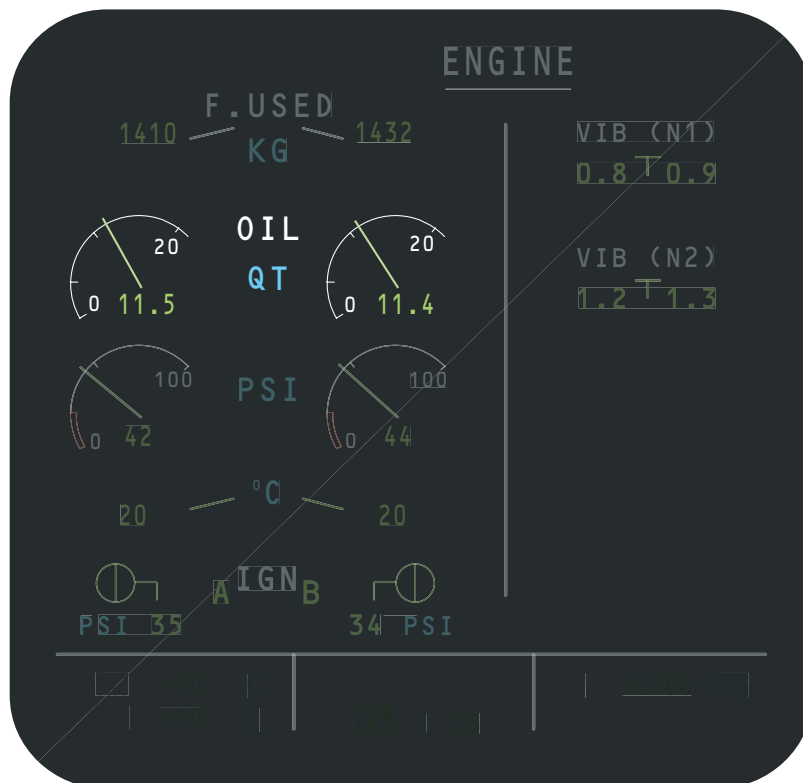 ENGINE
F.USED
1410 1432
KG
VIB (N1)
0.8 0.9
OIL
20 20
QT
0 11.5 0 11.4
VIB (N2)
1.2 1.3
100 100
PSI
0 42 0 44
°C
20 20
IGN
A B
PSI 35 34 PSI